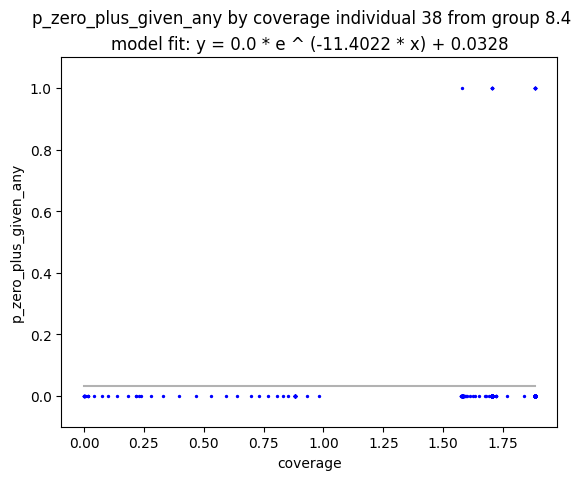 p_zero_plus_given_any by coverage individual 38 from group 8.4
model fit: y = 0.0 * e ^ (-11.4022 * x) + 0.0328
p_zero_plus_given_any
1.0
0.8
0.6
0.4
0.2
0.0
0.00 0.25 0.50 0.75 1.00 1.25 1.50 1.75
coverage